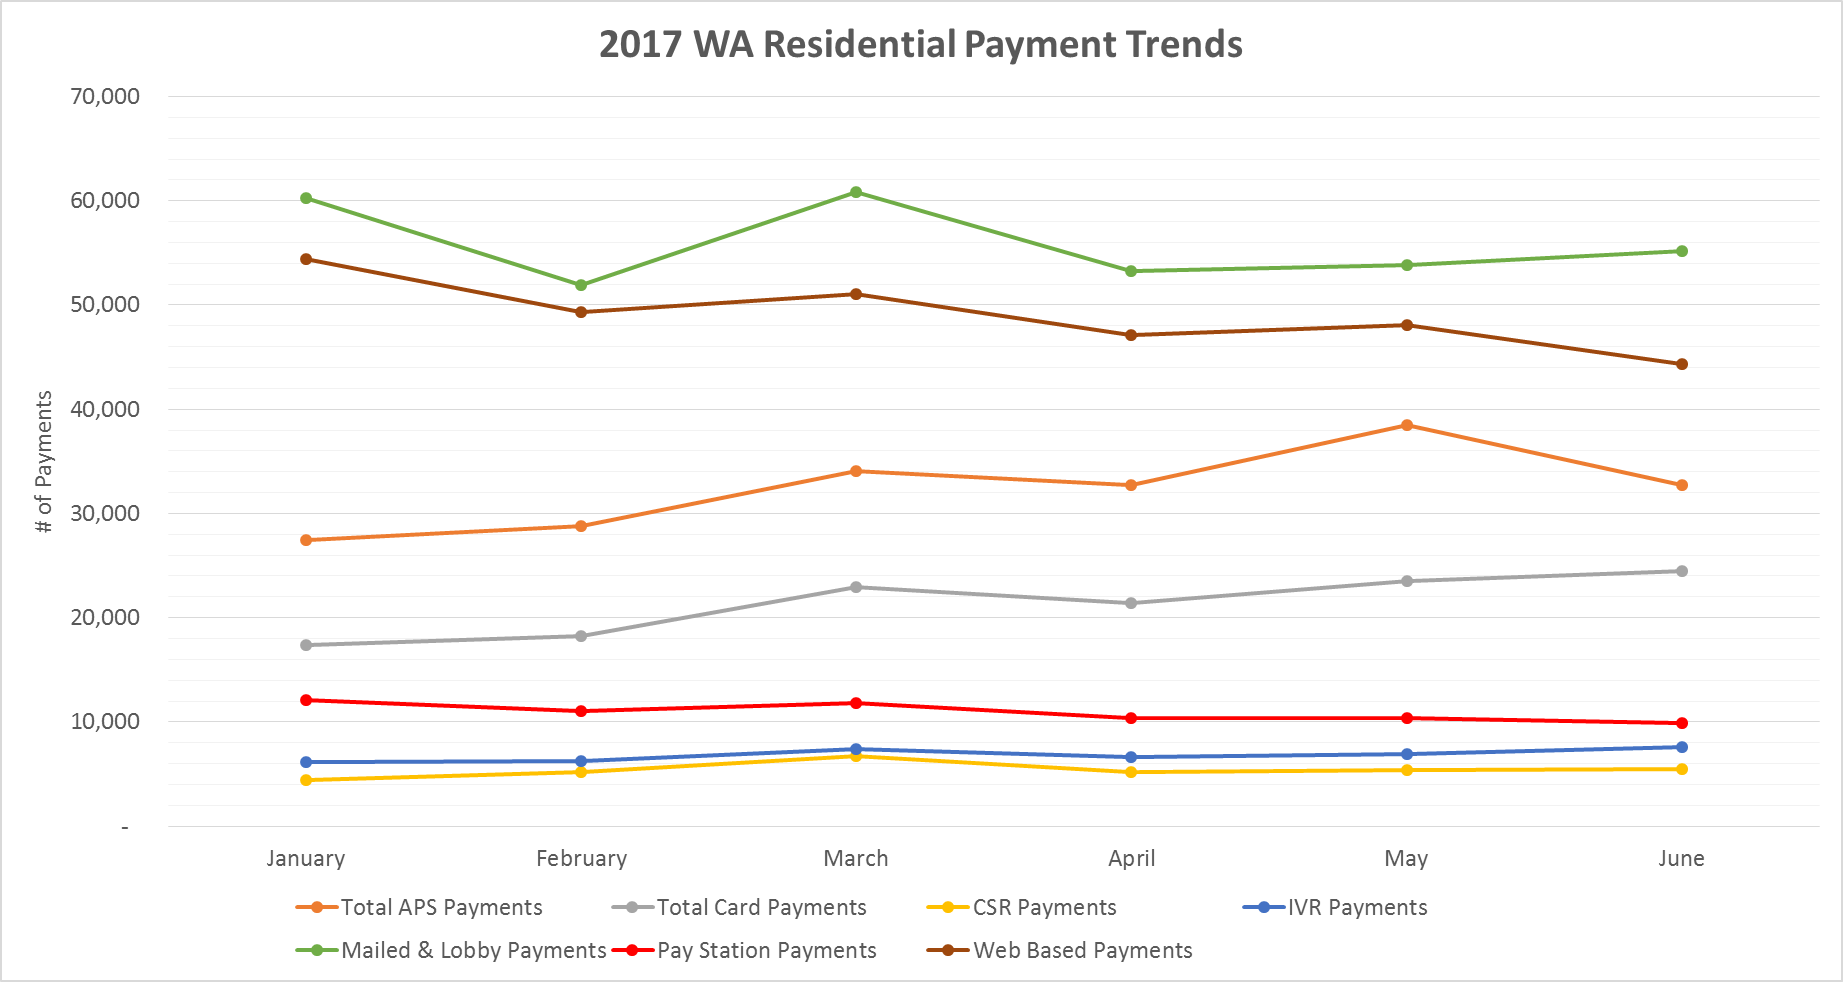 2017 WA Residential Payment Trends
70,000
60,000
50,000
40,000
30,000
20,000
10,000
-
# of Payments
January February March April May June
Total APS Payments Total Card Payments CSR Payments IVR Payments
Mailed & Lobby Payments Pay Station Payments Web Based Payments